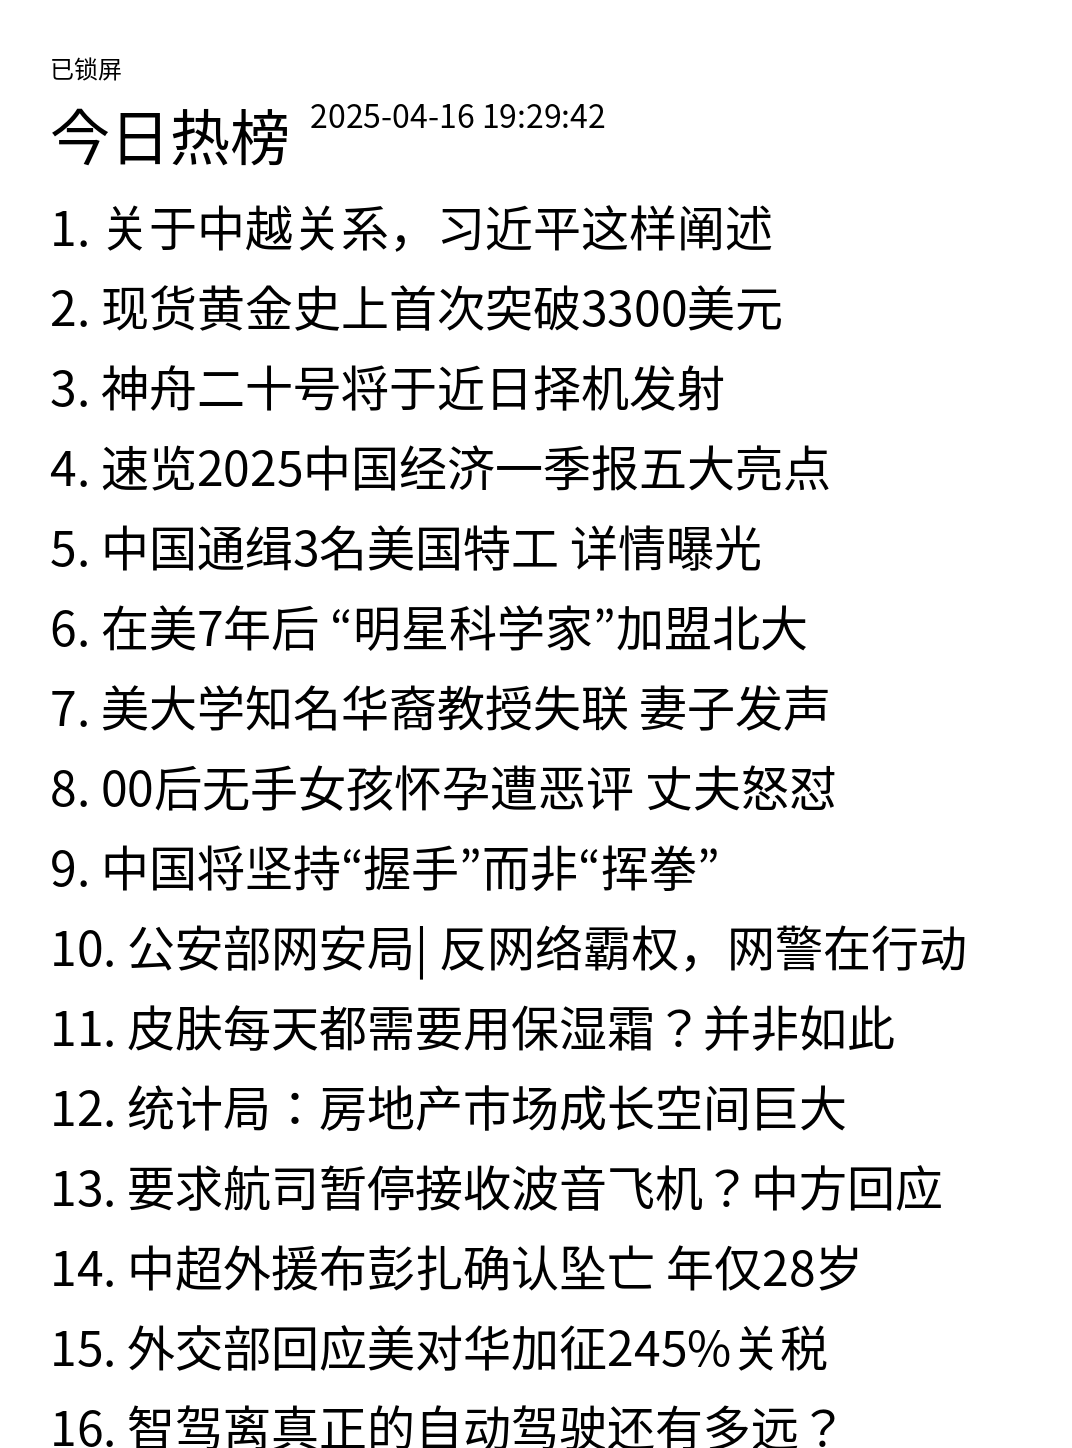 已锁屏
今日热榜 2025-04-16 19:29:42
1. 关于中越关系，习近平这样阐述
2. 现货黄金史上首次突破3300美元
3. 神舟二十号将于近日择机发射
4. 速览2025中国经济一季报五大亮点
5. 中国通缉3名美国特工 详情曝光
6. 在美7年后 “明星科学家”加盟北大
7. 美大学知名华裔教授失联 妻子发声
8. 00后无手女孩怀孕遭恶评 丈夫怒怼
9. 中国将坚持“握手”而非“挥拳”
10. 公安部网安局| 反网络霸权，网警在行动
11. 皮肤每天都需要用保湿霜？并非如此
12. 统计局：房地产市场成长空间巨大
13. 要求航司暂停接收波音飞机？中方回应
14. 中超外援布彭扎确认坠亡 年仅28岁
15. 外交部回应美对华加征245%关税
16. 智驾离真正的自动驾驶还有多远？